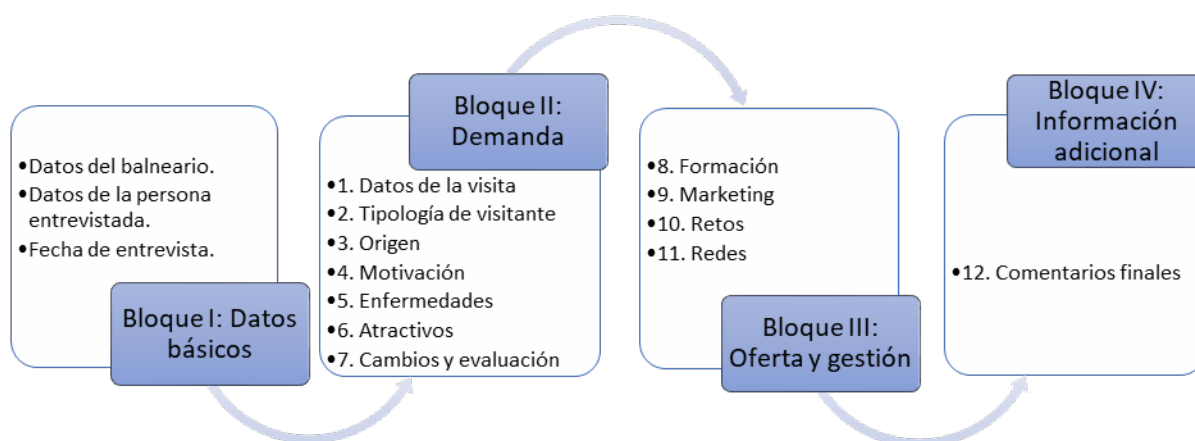 •Datos del balneario.
•Datos de la persona
entrevistada.
•Fecha de entrevista.
Bloque I: Datos
básicos
Bloque II:
Demanda
•1. Datos de la visita
•2. Tipología de visitante
•3. Origen
•4. Motivación
•5. Enfermedades
•6. Atractivos
•7. Cambios y evaluación
•8. Formación
•9. Marketing
•10. Retos
•11. Redes
Bloque III:
Oferta y gestión
Bloque IV:
Información
adicional
•12. Comentarios finales